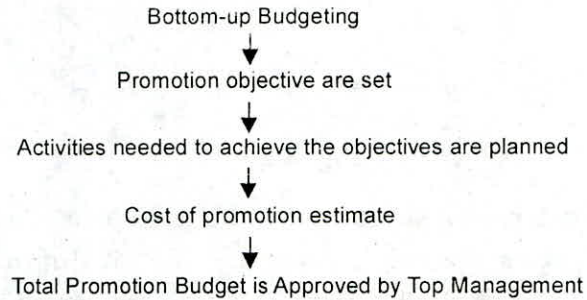 Bottom-up Budgeting
Promotion objective are set
Activities needed to achieve the objectives are planned
Cost of promotion estimate
Total Promotion Budget is Approved by Top Management